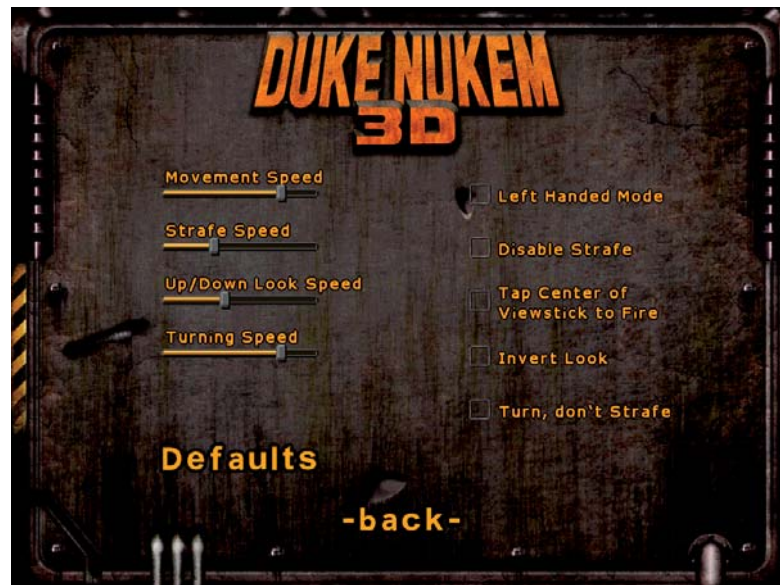 DUKE NUKEM
3D
Movement Speed
Strafe Speed
Up/Down Look Speed
Turning Speed
Left Handed Mode
Disable Strafe
Tap Center of
Viewstick to Fire
Invert Look
Turn, don't Strafe
Defaults
-back-